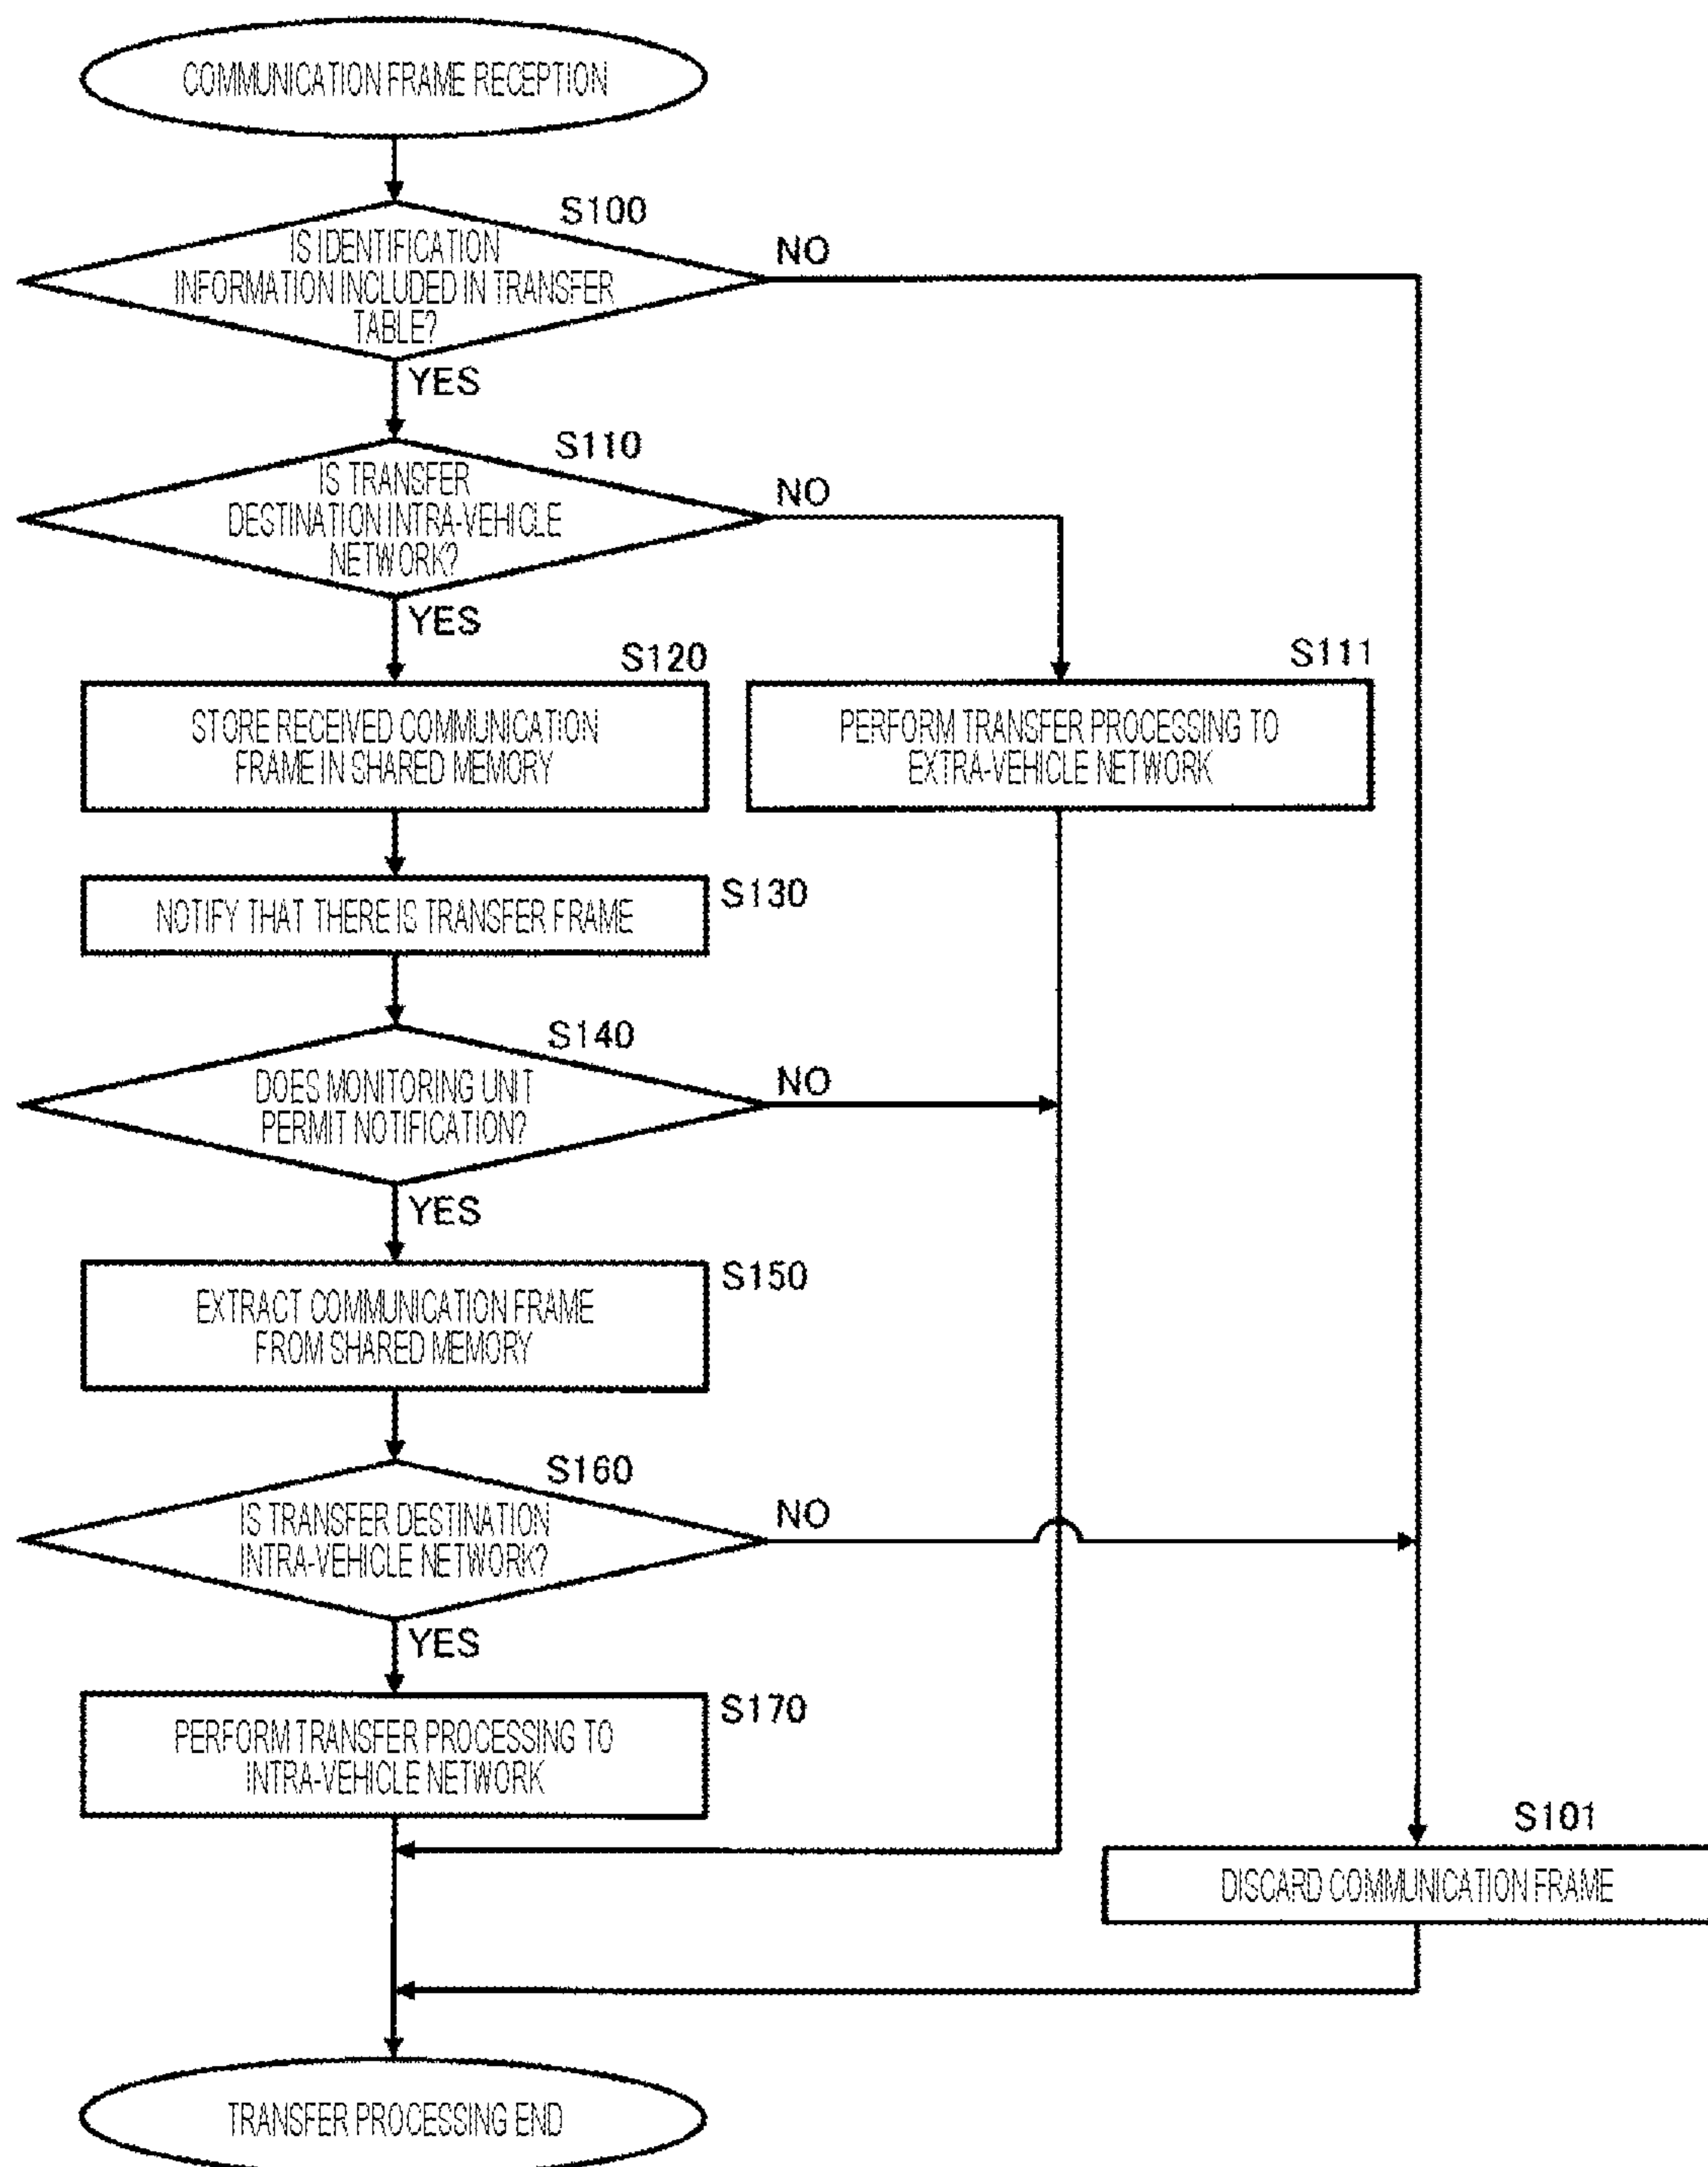 COMMUNICATION FRAME RECEPTION
S100
IS IDENTIFICATION
INFORMATION INCLUDED IN TRANSFER
TABLE?
NO
YES
S110
IS TRANSFER
DESTINATION INTRA-VEHICLE
NETWORK?
NO
YES
S120
STORE RECEIVED COMMUNICATION
FRAME IN SHARED MEMORY
S111
PERFORM TRANSFER PROCESSING TO
EXTRA-VEHICLE NETWORK
NOTIFY THAT THERE IS TRANSFER FRAME
S130
S140
DOES MONITORING UNIT
PERMIT NOTIFICATION?
NO
YES
S150
EXTRACT COMMUNICATION FRAME
FROM SHARED MEMORY
S160
IS TRANSFER DESTINATION
INTRA-VEHICLE NETWORK?
NO
YES
S170
PERFORM TRANSFER PROCESSING TO
INTRA-VEHICLE NETWORK
S101
DISCARD COMMUNICATION FRAME
TRANSFER PROCESSING END